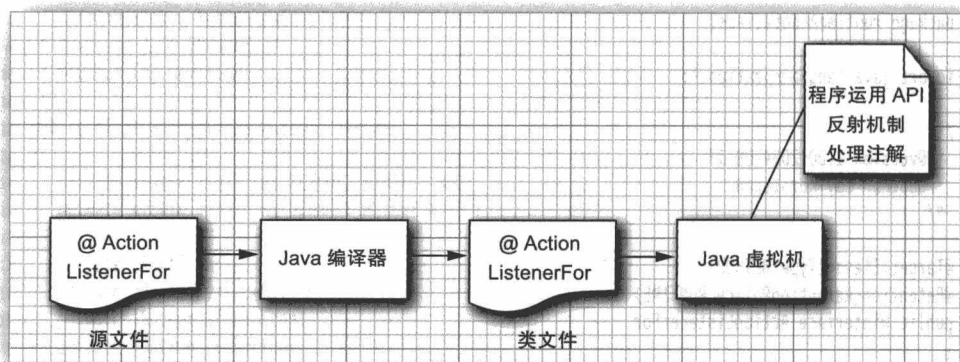 程序运用 API
反射机制
处理注解
@ Action
ListenerFor
Java 编译器
@ Action
ListenerFor
Java 虚拟机
源文件
类文件